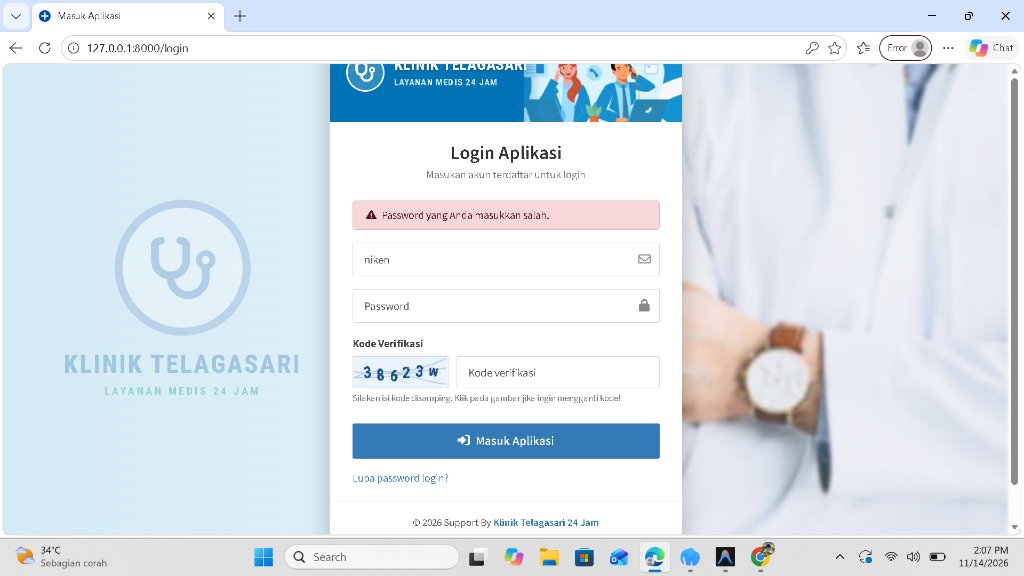 Masuk Aplikasi
127.0.0.1:8000/login
Error
Chat
KLINIK TELAGASARI
LAYANAN MEDIS 24 JAM
Login Aplikasi
Masukan akun terdaftar untuk login
Password yang Anda masukkan salah.
niken
Password
Kode Verifikasi
38623W
Kode verifikasi
Silakan isi kode disamping. Klik pada gambar jika ingin mengganti kode!
Masuk Aplikasi
Lupa password login?
© 2026 Support By Klinik Telagasari 24 Jam
KLINIK TELAGASARI
LAYANAN MEDIS 24 JAM
34°C
Sebagian cerah
Search
2:07 PM
11/14/2026